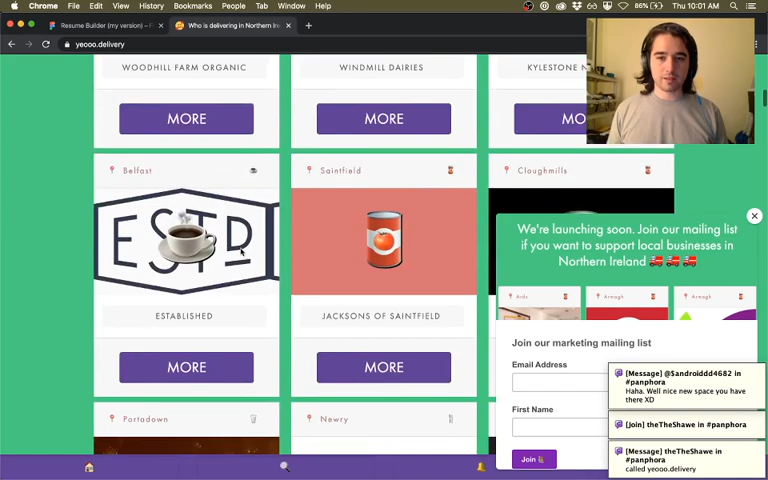 Chrome File Edit View History Bookmarks People Tab Window Help
86% Thu 10:01 AM
Resume Builder (my version) – F
Who is delivering in Northern Ir
yeooo.delivery
WOODHILL FARM ORGANIC
WINDMILL DAIRIES
KYLESTONE
MORE
MORE
MO
Belfast
Saintfield
Cloughmills
ESTD
ESTABLISHED
JACKSONS OF SAINTFIELD
MORE
MORE
Portadown
Newry
We're launching soon. Join our mailing list
if you want to support local businesses in
Northern Ireland
Ards
Armagh
Armagh
Join our marketing mailing list
Email Address
First Name
Join
[Message] @$androiddd4682 in
#panphora
Haha. Well nice new space you have
there XD
[Join] theTheShawe in #panphora
[Message] theTheShawe in
#panphora
called yeooo.delivery